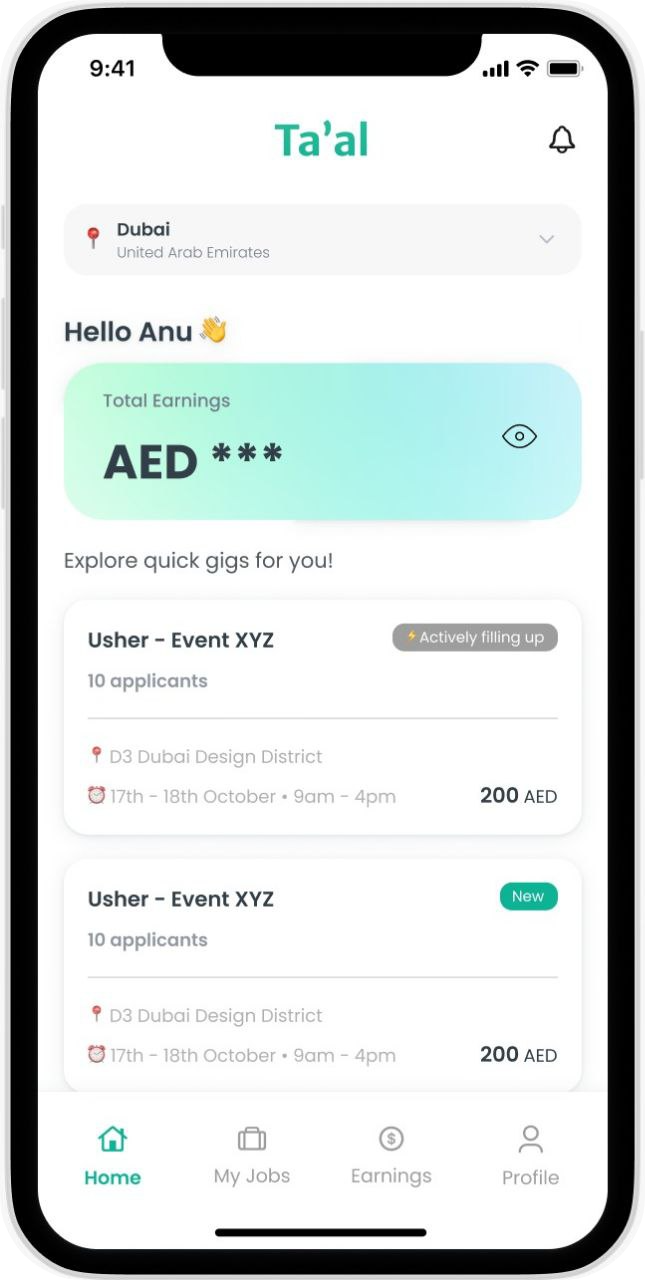 9:41
Ta’al
Dubai
United Arab Emirates
Hello Anu 👋
Total Earnings
AED ***
Explore quick gigs for you!
Usher - Event XYZ
⚡Actively filling up
10 applicants
📍 D3 Dubai Design District
⏰ 17th - 18th October • 9am - 4pm
200 AED
Usher - Event XYZ
New
10 applicants
📍 D3 Dubai Design District
⏰ 17th - 18th October • 9am - 4pm
200 AED
Home
My Jobs
Earnings
Profile